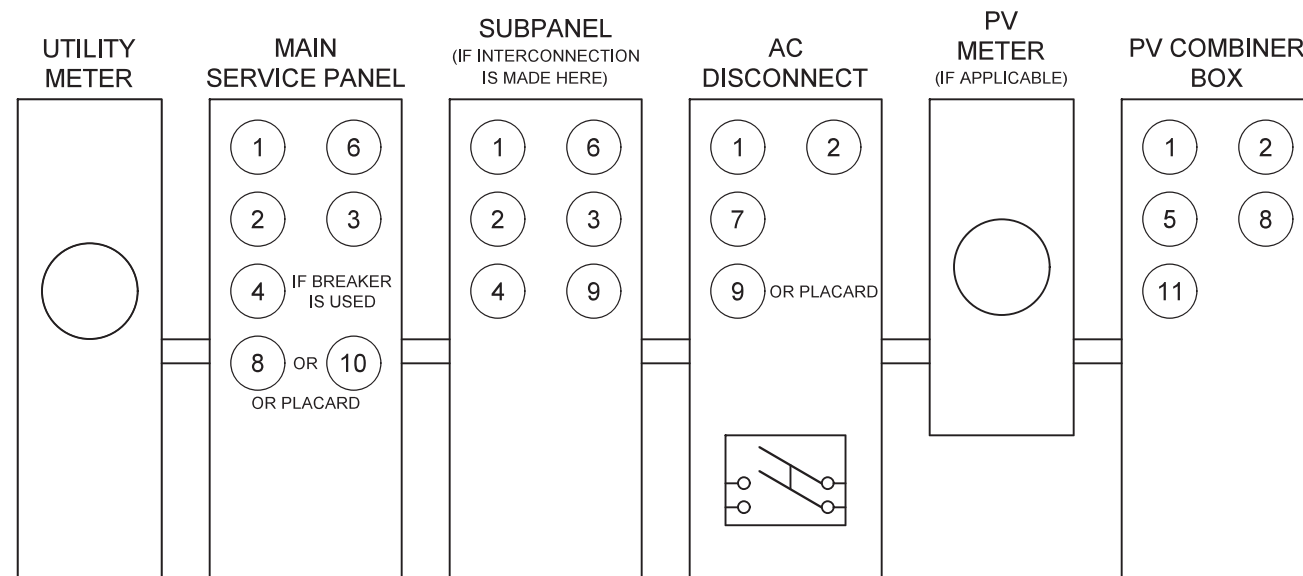 UTILITY
METER
MAIN
SERVICE PANEL
SUBPANEL
(IF INTERCONNECTION
IS MADE HERE)
AC
DISCONNECT
PV
METER
(IF APPLICABLE)
PV COMBINER
BOX
1 6
2 3
4 IF BREAKER
IS USED
8 OR 10
OR PLACARD
1 6
2 3
4 9
1 2
7
9 OR PLACARD
1 2
5 8
11